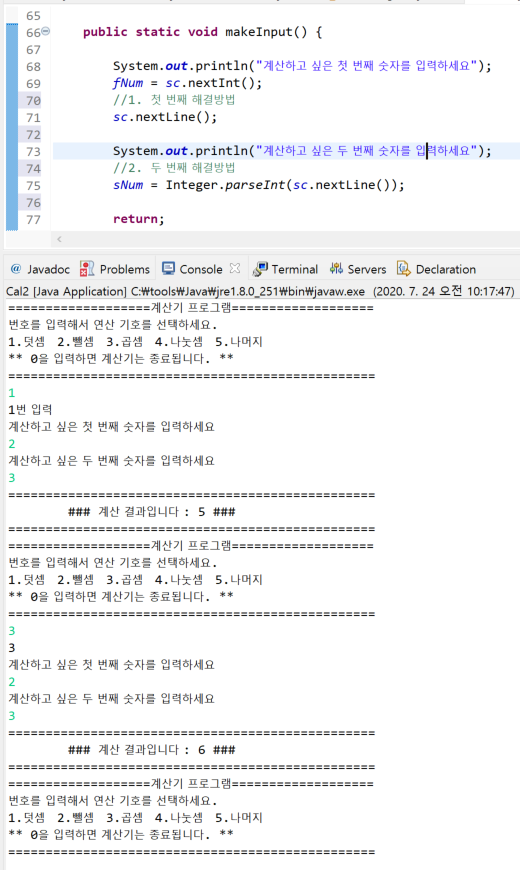 65
66 public static void makeInput() {
67
68 System.out.println("계산하고 싶은 첫 번째 숫자를 입력하세요");
69 fNum = sc.nextInt();
70 //1. 첫 번째 해결방법
71 sc.nextLine();
72
73 System.out.println("계산하고 싶은 두 번째 숫자를 입력하세요");
74 //2. 두 번째 해결방법
75 sNum = Integer.parseInt(sc.nextLine());
76
77 return;
@ Javadoc Problems Console Terminal Servers Declaration
Cal2 [Java Application] C:₩tools₩Java₩jre1.8.0_251₩bin₩javaw.exe (2020. 7. 24 오전 10:17:47)
===================계산기 프로그램===================
번호를 입력해서 연산 기호를 선택하세요.
1.덧셈 2.뺄셈 3.곱셈 4.나눗셈 5.나머지
** 0을 입력하면 계산기는 종료됩니다. **
=================================================
1
1번 입력
계산하고 싶은 첫 번째 숫자를 입력하세요
2
계산하고 싶은 두 번째 숫자를 입력하세요
3
=================================================
### 계산 결과입니다 : 5 ###
=================================================
===================계산기 프로그램===================
번호를 입력해서 연산 기호를 선택하세요.
1.덧셈 2.뺄셈 3.곱셈 4.나눗셈 5.나머지
** 0을 입력하면 계산기는 종료됩니다. **
=================================================
3
3
계산하고 싶은 첫 번째 숫자를 입력하세요
2
계산하고 싶은 두 번째 숫자를 입력하세요
3
=================================================
### 계산 결과입니다 : 6 ###
=================================================
===================계산기 프로그램===================
번호를 입력해서 연산 기호를 선택하세요.
1.덧셈 2.뺄셈 3.곱셈 4.나눗셈 5.나머지
** 0을 입력하면 계산기는 종료됩니다. **
=================================================